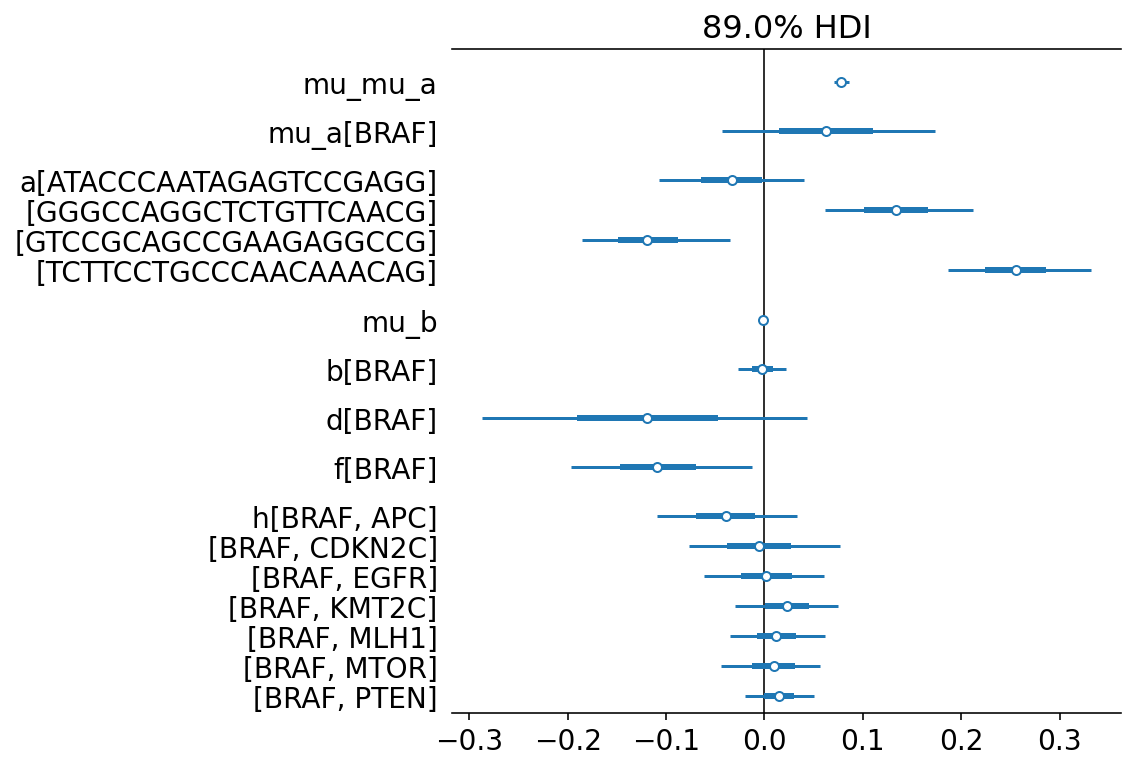 89.0% HDI
mu_mu_a
mu_a[BRAF]
a[ATACCCAATAGAGTCCGAGG]
[GGGCCAGGCTCTGTTCAACG]
[GTCCGCAGCCGAAGAGGCCG]
[TCTTCCTGCCCAACAAACAG]
mu_b
b[BRAF]
d[BRAF]
f[BRAF]
h[BRAF, APC]
[BRAF, CDKN2C]
[BRAF, EGFR]
[BRAF, KMT2C]
[BRAF, MLH1]
[BRAF, MTOR]
[BRAF, PTEN]
−0.3 −0.2 −0.1 0.0 0.1 0.2 0.3